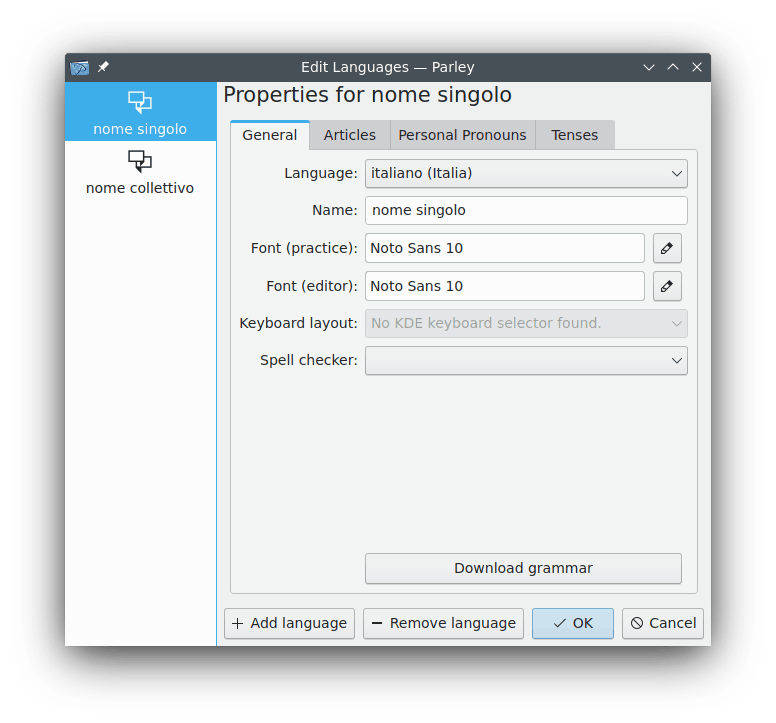 Edit Languages — Parley
nome singolo
nome collettivo
Properties for nome singolo
General Articles Personal Pronouns Tenses
Language: italiano (Italia)
Name: nome singolo
Font (practice): Noto Sans 10
Font (editor): Noto Sans 10
Keyboard layout: No KDE keyboard selector found.
Spell checker:
Download grammar
Add language Remove language OK Cancel